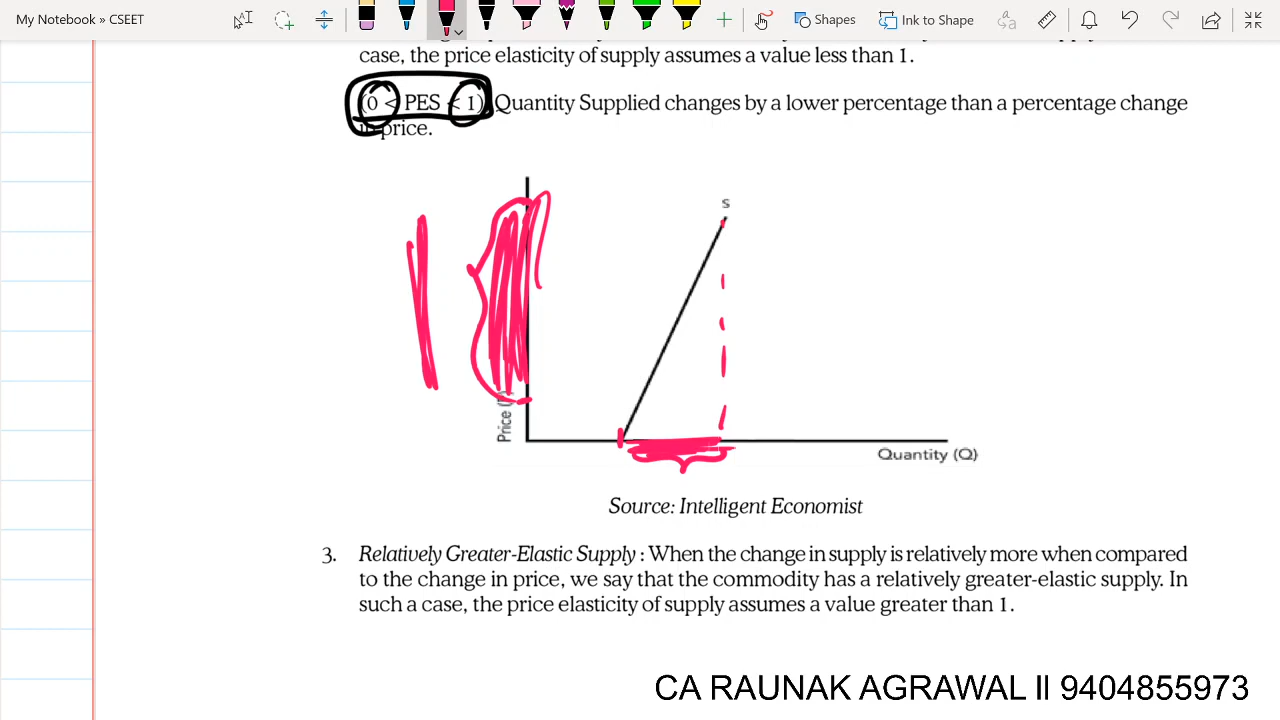 My Notebook » CSEET
Shapes
Ink to Shape
case, the price elasticity of supply assumes a value less than 1.
(0 < PES < 1) Quantity Supplied changes by a lower percentage than a percentage change
in price.
S
Price (
Quantity (Q)
Source: Intelligent Economist
3. Relatively Greater-Elastic Supply : When the change in supply is relatively more when compared
to the change in price, we say that the commodity has a relatively greater-elastic supply. In
such a case, the price elasticity of supply assumes a value greater than 1.
CA RAUNAK AGRAWAL II 9404855973